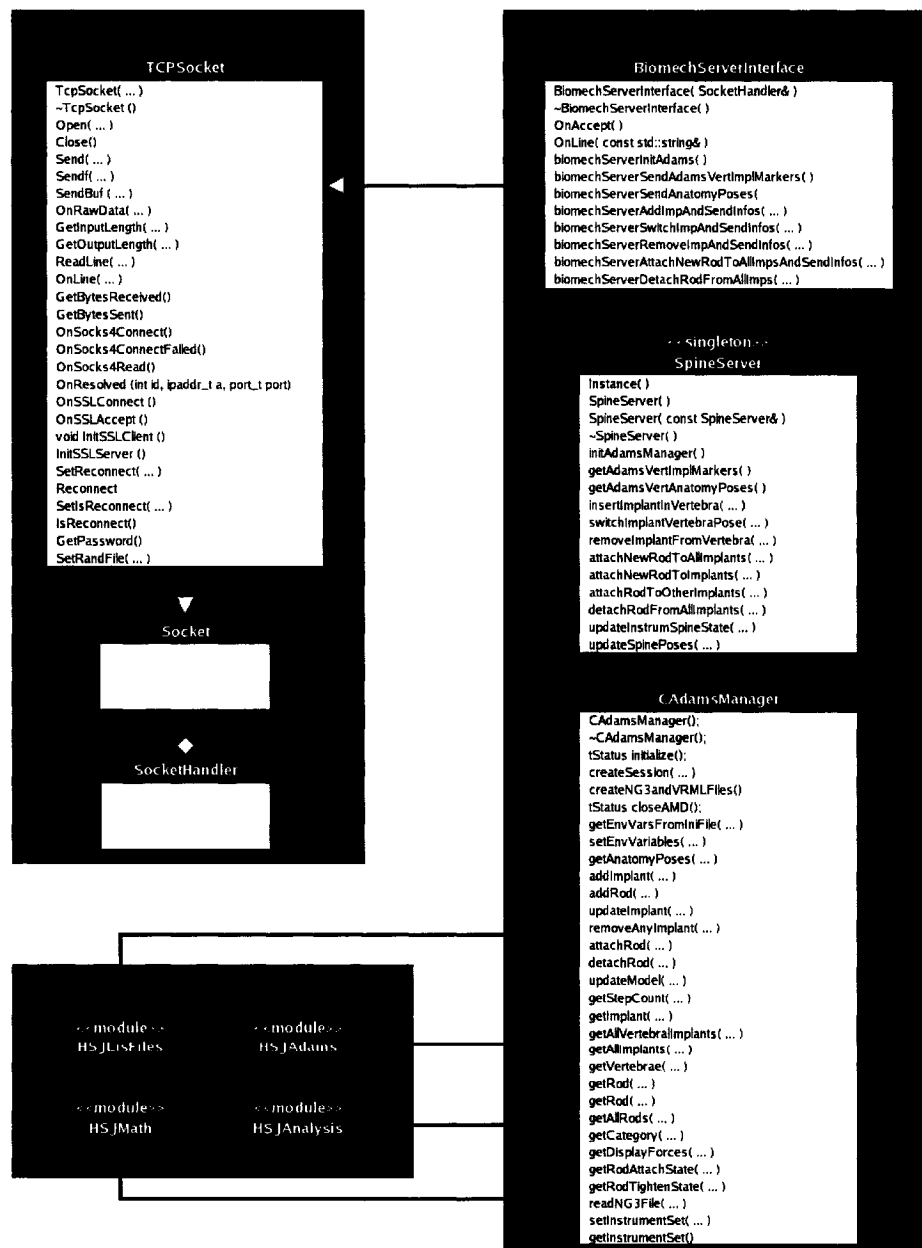 TCPSocket
TcpSocket( ... )
~TcpSocket ()
Open( ... )
Close()
Send( ... )
Sendf( ... )
SendBuf ( ... )
OnRawData( ... )
GetInputLength( ... )
GetOutputLength( ... )
ReadLine( ... )
OnLine( ... )
GetBytesReceived()
GetBytesSent()
OnSocks4Connect()
OnSocks4ConnectFailed()
OnSocks4Read()
OnResolved (int id, ipaddr_t a, port_t port)
OnSSLConnect ()
OnSSLAccept ()
void InitSSLClient ()
InitSSLServer ()
SetReconnect( ... )
Reconnect
SetIsReconnect( ... )
IsReconnect()
GetPassword()
SetRandFile( ... )
Socket
SocketHandler
BiomechServerInterface
BiomechServerInterface( SocketHandler& )
~BiomechServerInterface( )
OnAccept( )
OnLine( const std::string& )
biomechServerInitAdams( )
biomechServerSendAdamsVertImplMarkers( )
biomechServerSendAnatomyPoses(
biomechServerAddImpAndSendInfos( ... )
biomechServerSwitchImpAndSendInfos( ... )
biomechServerRemoveImpAndSendInfos( ... )
biomechServerAttachNewRodToAllImpsAndSendInfos( ... )
biomechServerDetachRodFromAllImps( ... )
<<singleton>>
SpineServer
Instance( )
SpineServer( )
SpineServer( const SpineServer& )
~SpineServer( )
initAdamsManager( )
getAdamsVertImplMarkers( )
getAdamsVertAnatomyPoses( )
insertImplantInVertebra( ... )
switchImplantVertebraPose( ... )
removeImplantFromVertebra( ... )
attachNewRodToAllImplants( ... )
attachNewRodToImplants( ... )
attachRodToOtherImplants( ... )
detachRodFromAllImplants( ... )
updateInstrumSpineState( ... )
updateSpinePoses( ... )
CAdamsManager
CAdamsManager();
~CAdamsManager();
tStatus initialize();
createSession( ... )
createNG3andVRMLFiles()
tStatus closeAMD();
getEnvVarsFromIniFile( ... )
setEnvVariables( ... )
getAnatomyPoses( ... )
addImplant( ... )
addRod( ... )
updateImplant( ... )
removeAnyImplant( ... )
attachRod( ... )
detachRod( ... )
updateModel( ... )
getStepCount( ... )
getImplant( ... )
getAllVertebralImplants( ... )
getAllImplants( ... )
getVertebrae( ... )
getRod( ... )
getRod( ... )
getAllRods( ... )
getCategory( ... )
getDisplayForces( ... )
getRodAttachState( ... )
getRodTightenState( ... )
readNG3File( ... )
setInstrumentSet( ... )
getInstrumentSet()
<<module>>
HSJLisFiles
<<module>>
HSJAdams
<<module>>
HSJMath
<<module>>
HSJAnalysis